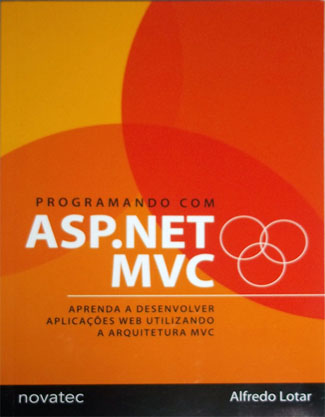 PROGRAMANDO COM
ASP.NET
MVC
APRENDA A DESENVOLVER
APLICAÇÕES WEB UTILIZANDO
A ARQUITETURA MVC
novatec
Alfredo Lotar